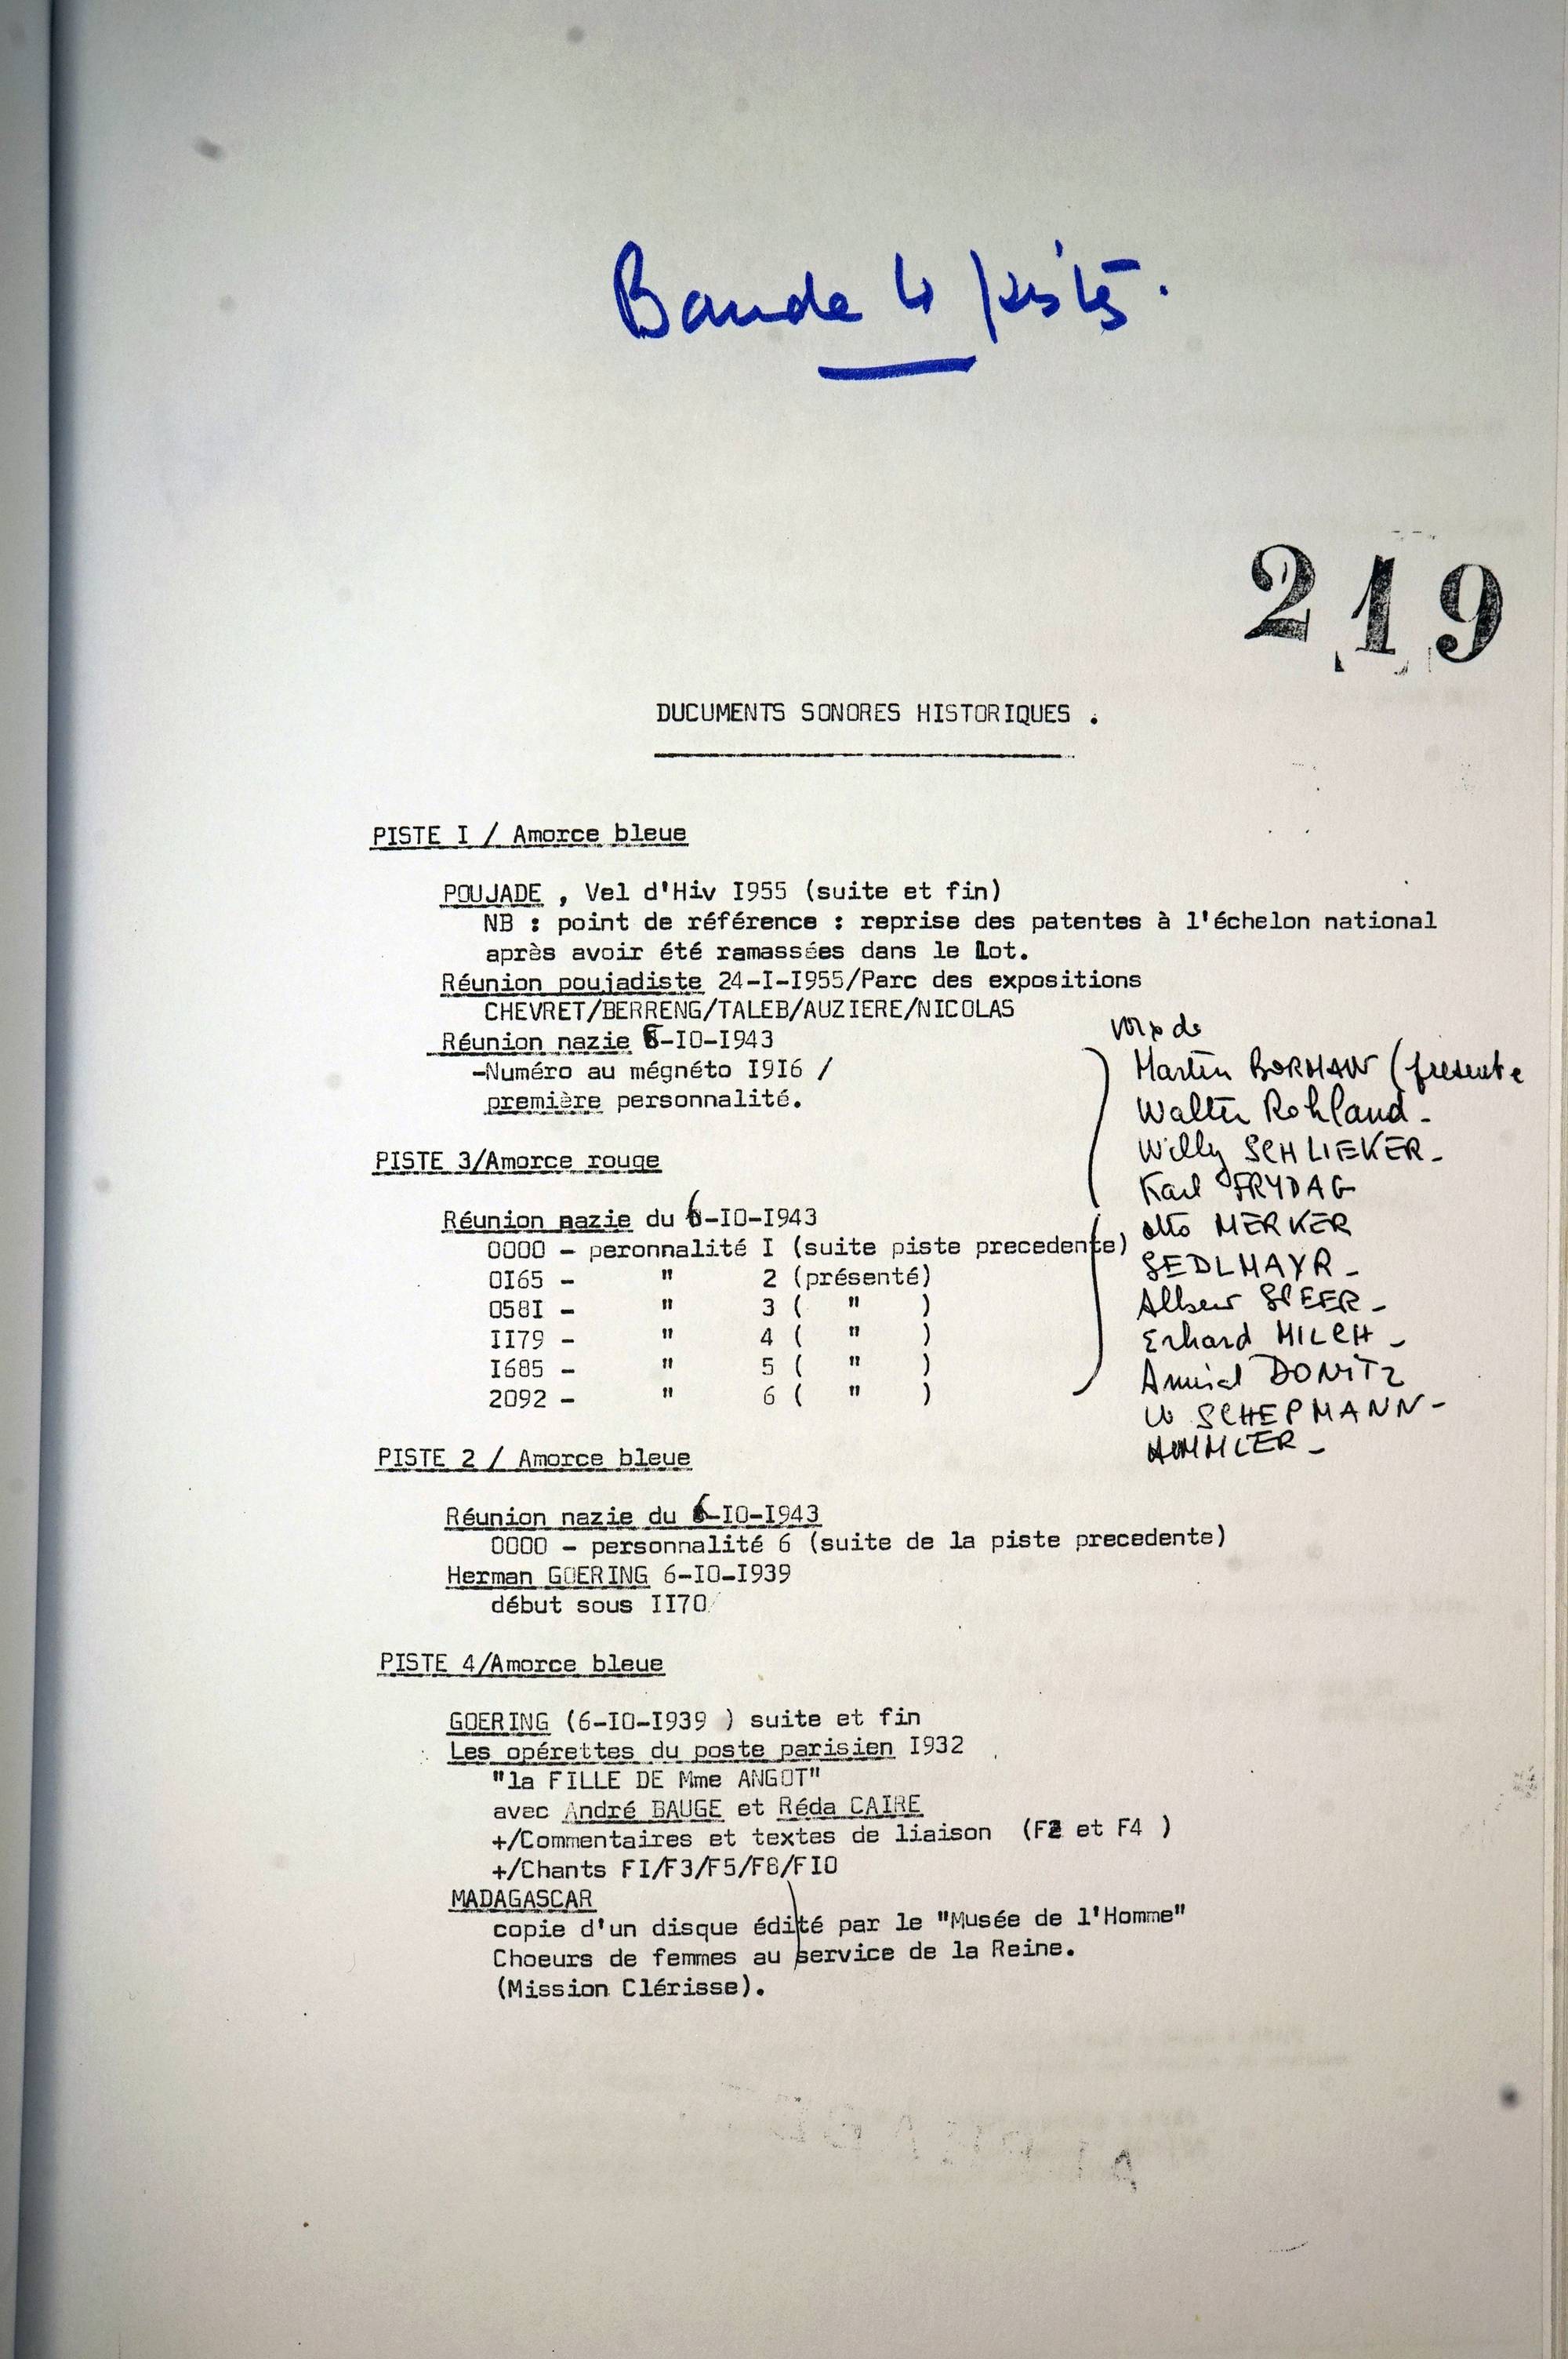 Bande 4 pistes.
219
DUCUMENTS SONORES HISTORIQUES .
PISTE I / Amorce bleue
POUJADE , Vel d'Hiv I955 (suite et fin)
NB : point de référence : reprise des patentes à l'échelon national
après avoir été ramassées dans le Lot.
Réunion poujadiste 24-I-I955/Parc des expositions
CHEVRET/BERRENG/TALEB/AUZIERE/NICOLAS
Réunion nazie 6-IO-I943
-Numéro au mégnéto I9I6 /
première personnalité.
voix de
Martin BORMANN (presente
Walter Rohland -
Willy SCHLIEKER -
Karl FRYDAG
otto MERKER
SEDLMAYR -
Albert SPEER -
Erhard MILCH -
Amiral DONITZ
W SCHEPMANN -
HIMMLER -
PISTE 3/Amorce rouge
Réunion nazie du 6-IO-I943
0000 - peronnalité I (suite piste precedente)
0I65 - " 2 (présenté)
058I - " 3 ( " )
II79 - " 4 ( " )
I685 - " 5 ( " )
2092 - " 6 ( " )
PISTE 2 / Amorce bleue
Réunion nazie du 6-IO-I943
0000 - personnalité 6 (suite de la piste precedente)
Herman GOERING 6-IO-I939
début sous II70
PISTE 4/Amorce bleue
GOERING (6-IO-I939 ) suite et fin
Les opérettes du poste parisien I932
"la FILLE DE Mme ANGOT"
avec André BAUGE et Réda CAIRE
+/Commentaires et textes de liaison (F2 et F4 )
+/Chants FI/F3/F5/F8/FIO
MADAGASCAR
copie d'un disque édité par le "Musée de l'Homme"
Choeurs de femmes au service de la Reine.
(Mission Clérisse).